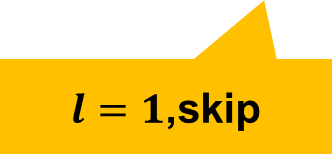 l = 1,skip